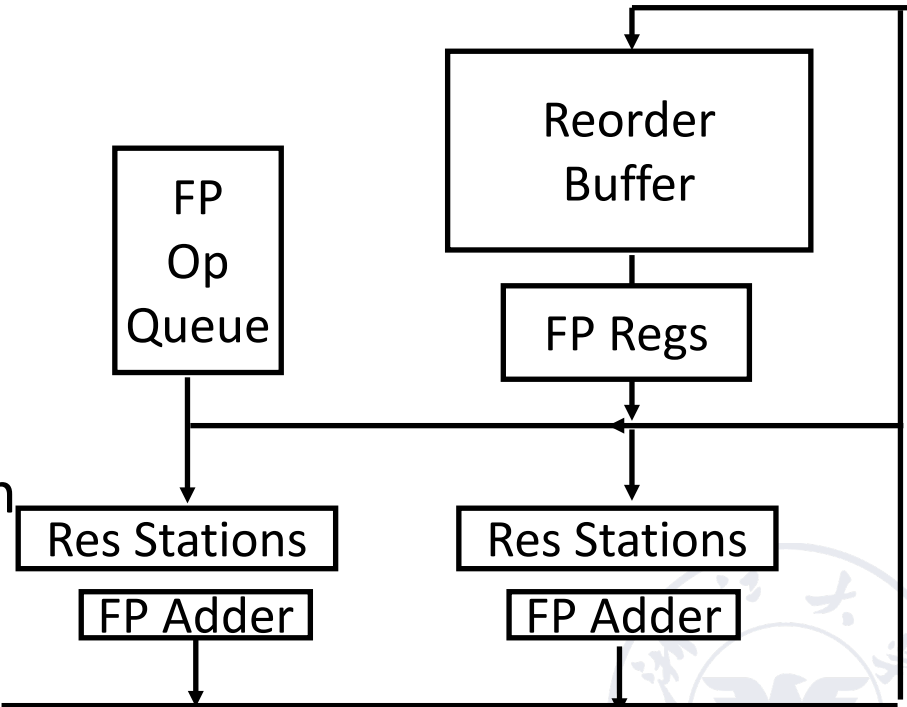 Reorder
Buffer
FP
Op
Queue
FP Regs
n
Res Stations
Res Stations
FP Adder
FP Adder